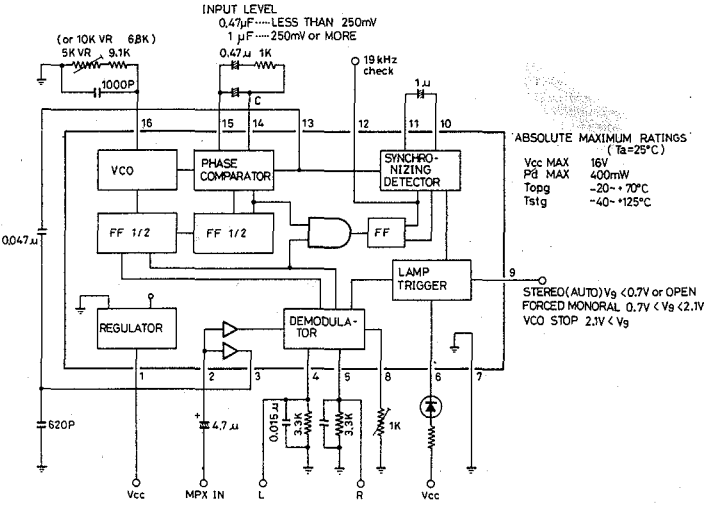 INPUT LEVEL
0.47µF ····· LESS THAN 250mV
1 µF ····· 250mV OR MORE
(or 10K VR 6.8K)
5K VR 9.1K
1000P
0.47µ 1K
C
19 kHz
check
1µ
16 15 14 13 12 11 10
ABSOLUTE MAXIMUM RATINGS
(Ta=25°C)
Vcc MAX 16V
Pd MAX 400mW
Topg -20~+70°C
Tstg -40~+125°C
VCO
PHASE
COMPARATOR
SYNCHRO-
NIZING
DETECTOR
FF 1/2
FF 1/2
FF
0.047µ
LAMP
TRIGGER
9
STEREO(AUTO) V9 <0.7V or OPEN
FORCED MONORAL 0.7V < V9 <2.1V
VCO STOP 2.1V < V9
REGULATOR
DEMODULA-
TOR
1 2 3 4 5 8 6 7
620P
+
4.7µ
0.015µ
3.3K
3.3K
1K
Vcc
MPX IN
L
R
Vcc